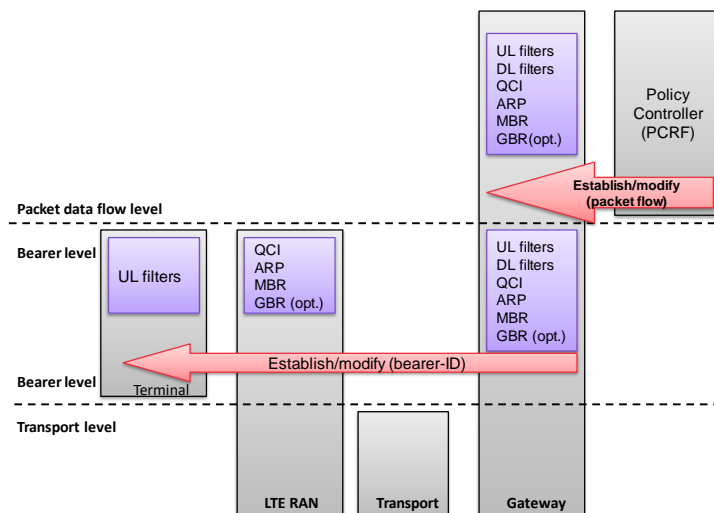 UL filters
DL filters
QCI
ARP
MBR
GBR(opt.)
Policy
Controller
(PCRF)
Establish/modify
(packet flow)
Packet data flow level
Bearer level
UL filters
QCI
ARP
MBR
GBR (opt.)
UL filters
DL filters
QCI
ARP
MBR
GBR (opt.)
Establish/modify (bearer-ID)
Bearer level
Terminal
Transport level
LTE RAN
Transport
Gateway